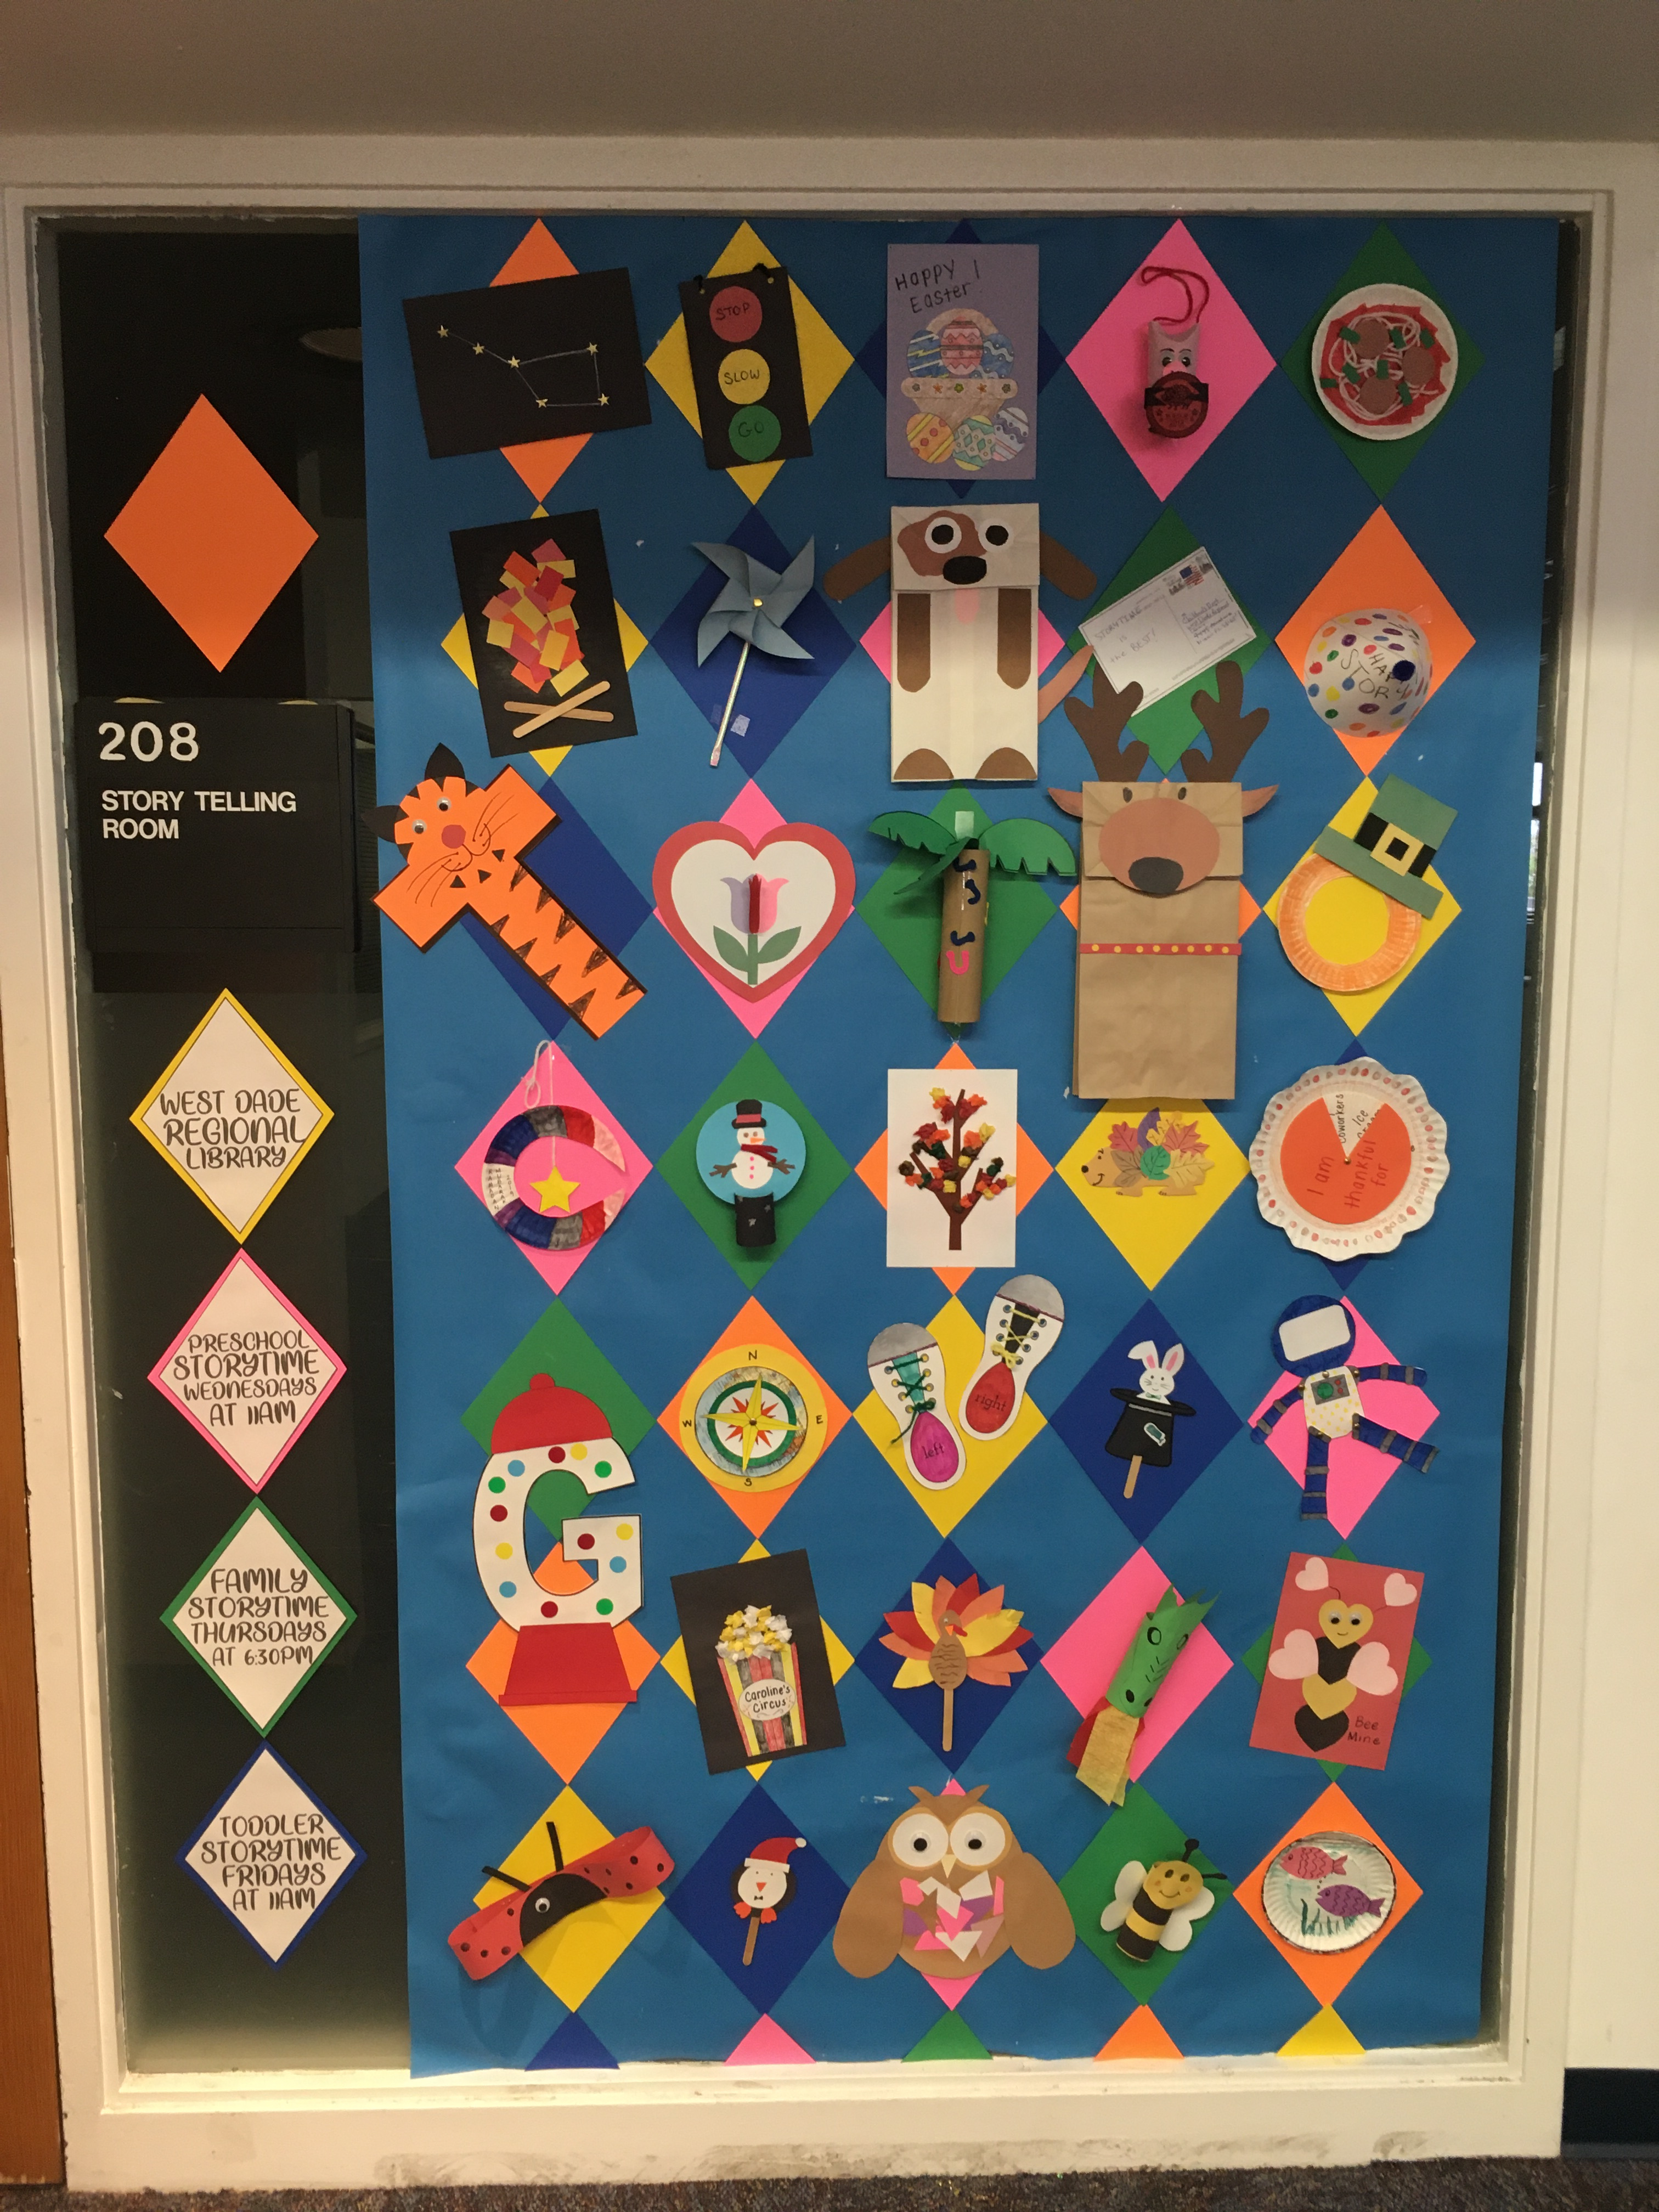 208
STORY TELLING
ROOM
WEST DADE
REGIONAL
LIBRARY
PRESCHOOL
STORYTIME
WEDNESDAYS
AT 11AM
FAMILY
STORYTIME
THURSDAYS
AT 6:30PM
TODDLER
STORYTIME
FRIDAYS
AT 11AM
STOP
SLOW
GO
Happy
Easter!
STORYTIME
is
the BEST!
HAPPY
STOR
coworkers
Ice
I am
thankful
for
N
W
E
S
left
right
G
Caroline's
Circus
Bee
Mine